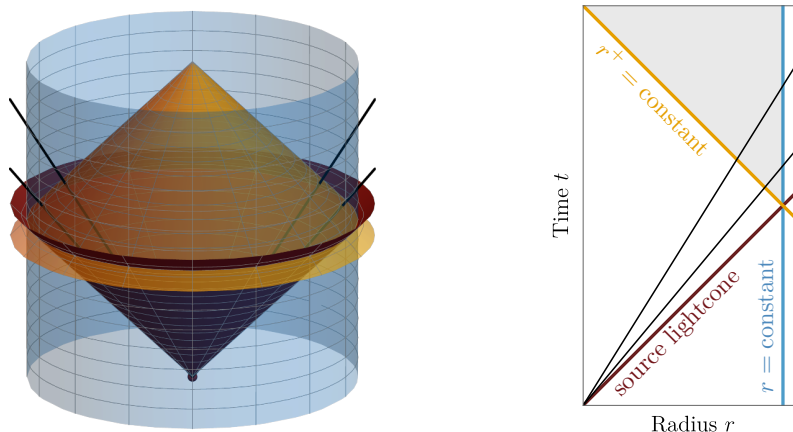 r⁺ = constant
Time t
r = constant
source lightcone
Radius r